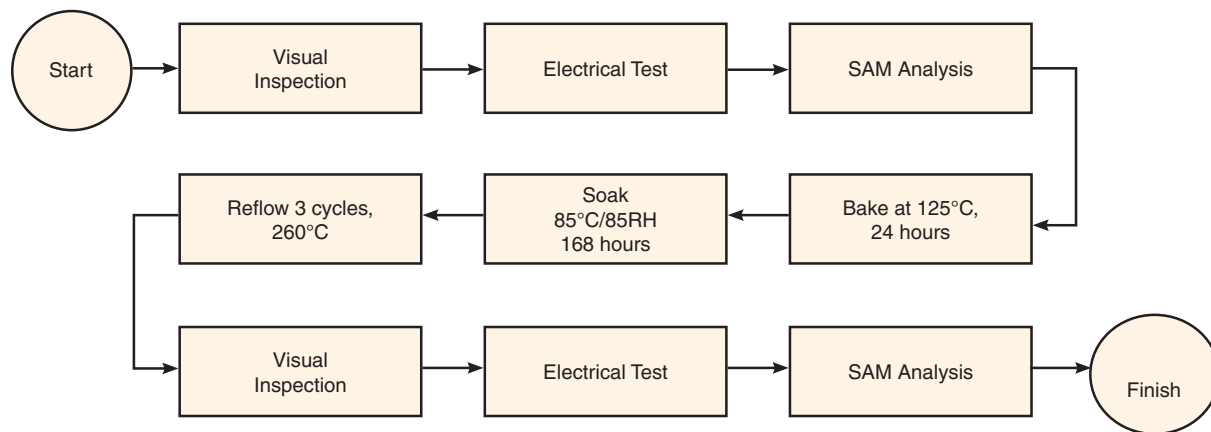 Start
Visual
Inspection
Electrical Test
SAM Analysis
Bake at 125°C,
24 hours
Soak
85°C/85RH
168 hours
Reflow 3 cycles,
260°C
Visual
Inspection
Electrical Test
SAM Analysis
Finish